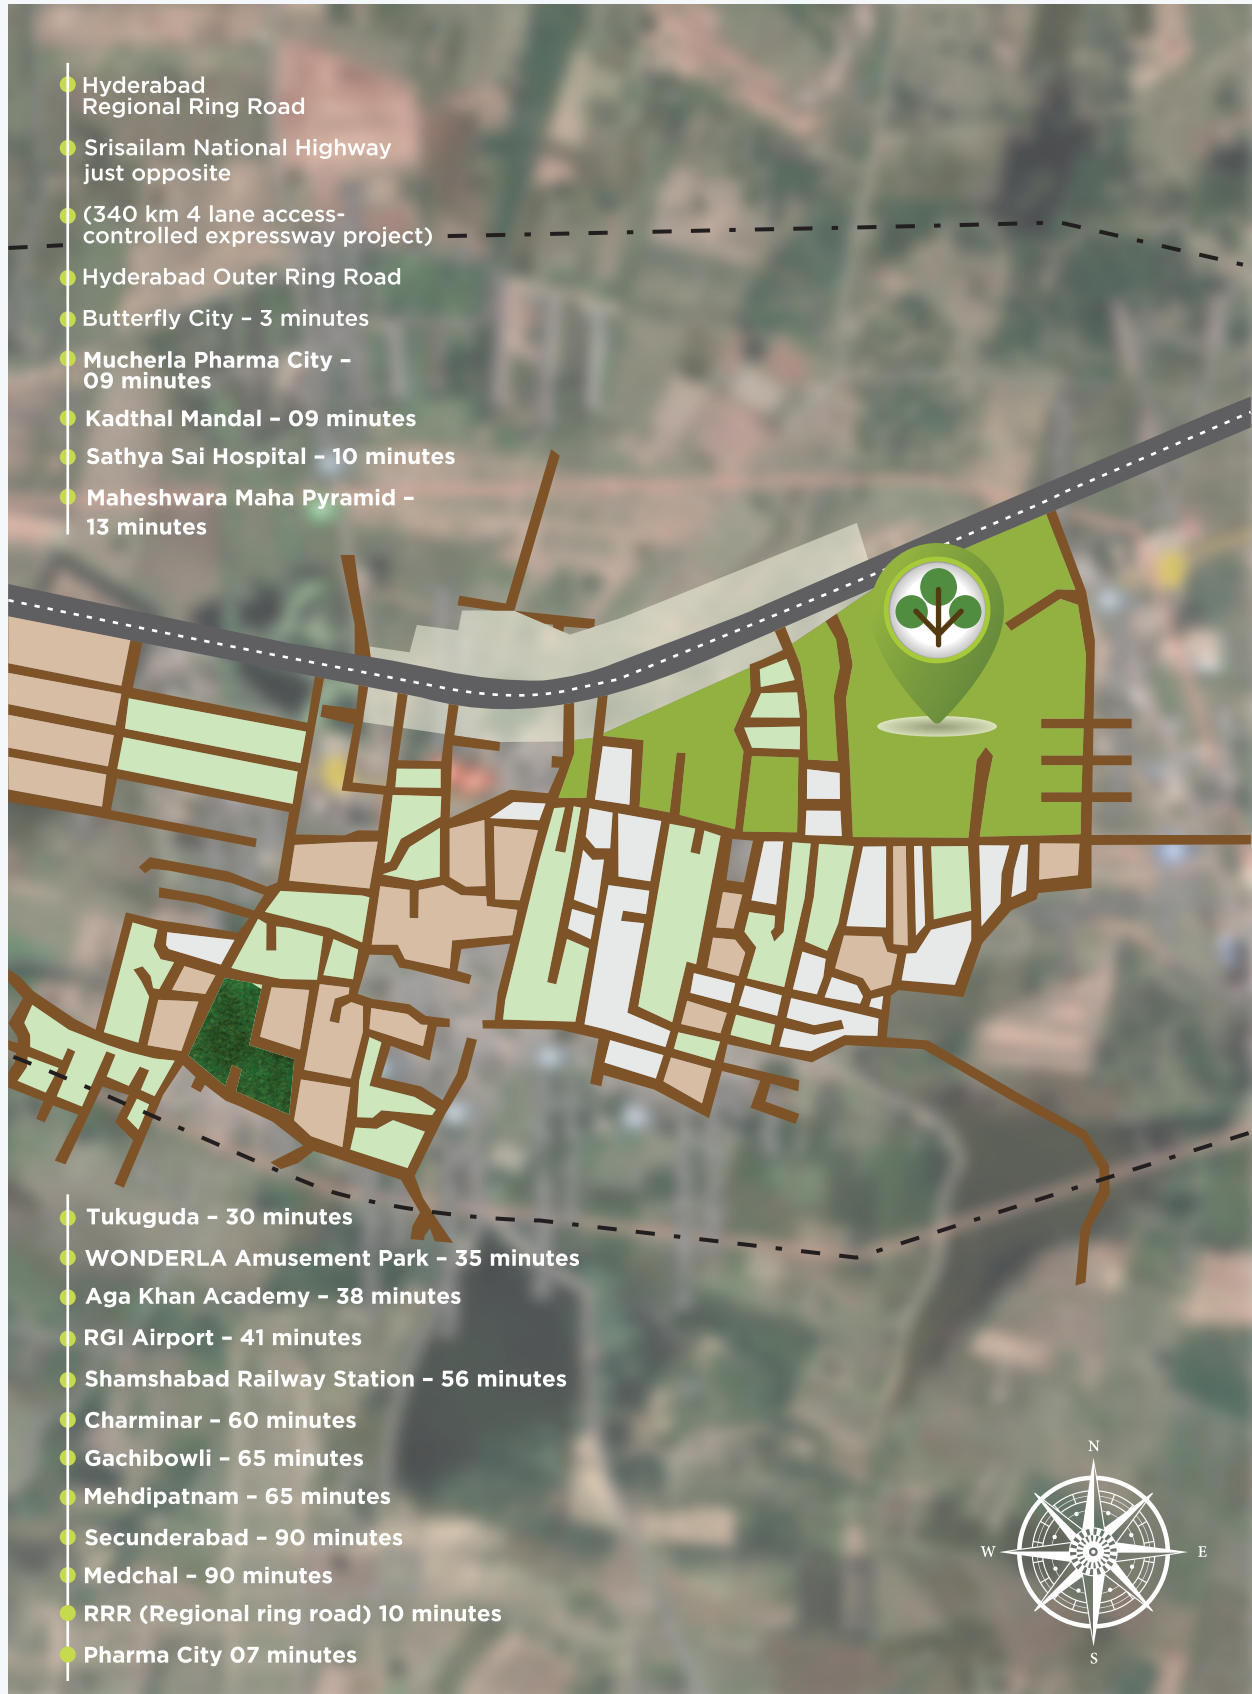 Hyderabad
Regional Ring Road
Srisailam National Highway
just opposite
(340 km 4 lane access-
controlled expressway project)
Hyderabad Outer Ring Road
Butterfly City – 3 minutes
Mucherla Pharma City –
09 minutes
Kadthal Mandal – 09 minutes
Sathya Sai Hospital – 10 minutes
Maheshwara Maha Pyramid –
13 minutes
Tukuguda – 30 minutes
WONDERLA Amusement Park – 35 minutes
Aga Khan Academy – 38 minutes
RGI Airport – 41 minutes
Shamshabad Railway Station – 56 minutes
Charminar – 60 minutes
Gachibowli – 65 minutes
Mehdipatnam – 65 minutes
Secunderabad – 90 minutes
Medchal – 90 minutes
RRR (Regional ring road) 10 minutes
Pharma City 07 minutes
N
W E
S